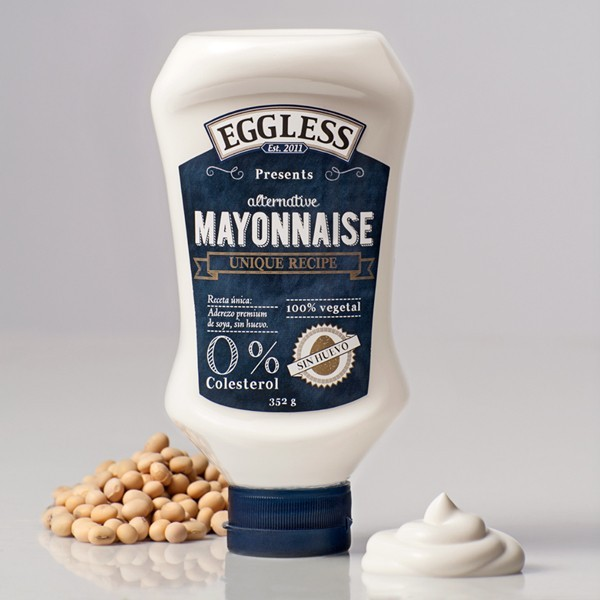 EGGLESS
Est. 2011
Presents
alternative
MAYONNAISE
UNIQUE RECIPE
Receta única:
Aderezo premium
de soya, sin huevo.
100% vegetal
0%
Colesterol
SIN HUEVO
352 g